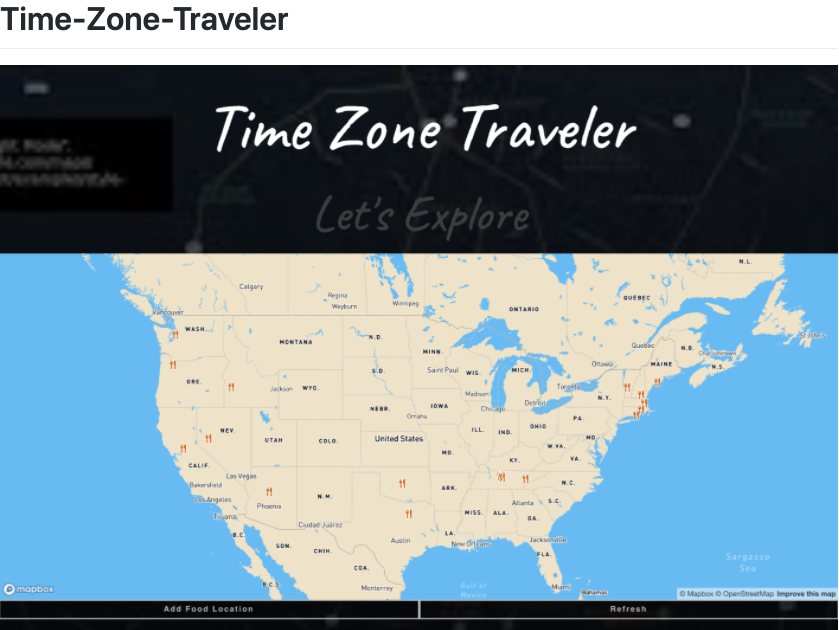 Time-Zone-Traveler
Time Zone Traveler
Let's Explore
N.L.
Calgary
Regina
Weyburn
Winnipeg
QUÉBEC
ONTARIO
Vancouver
WASH.
MONTANA
N.D.
MINN.
Quebec
N.B.
Charlottetown
St. John's
Ottawa
MAINE
N.S.
S.D.
Saint Paul
WIS.
MICH.
ORE.
Jackson
WYO.
Toronto
Madison
N.Y.
NEBR.
IOWA
Chicago
Detroit
Omaha
PA.
NEV.
UTAH
COLO.
United States
ILL.
IND.
OHIO
MD.
MO.
W.VA.
KY.
VA.
CALIF.
Las Vegas
Bakersfield
ARK.
N.C.
Los Angeles
Phoenix
N.M.
Atlanta
S.C.
Tijuana
MISS.
ALA.
GA.
Ciudad Juárez
B.C.
LA.
SON.
CHIH.
Austin
New Orleans
Jacksonville
FLA.
Sargasso
Sea
COA.
B.C.S.
Monterrey
Gulf of
Mexico
Miami
Bahamas
mapbox
© Mapbox © OpenStreetMap Improve this map
Add Food Location
Refresh